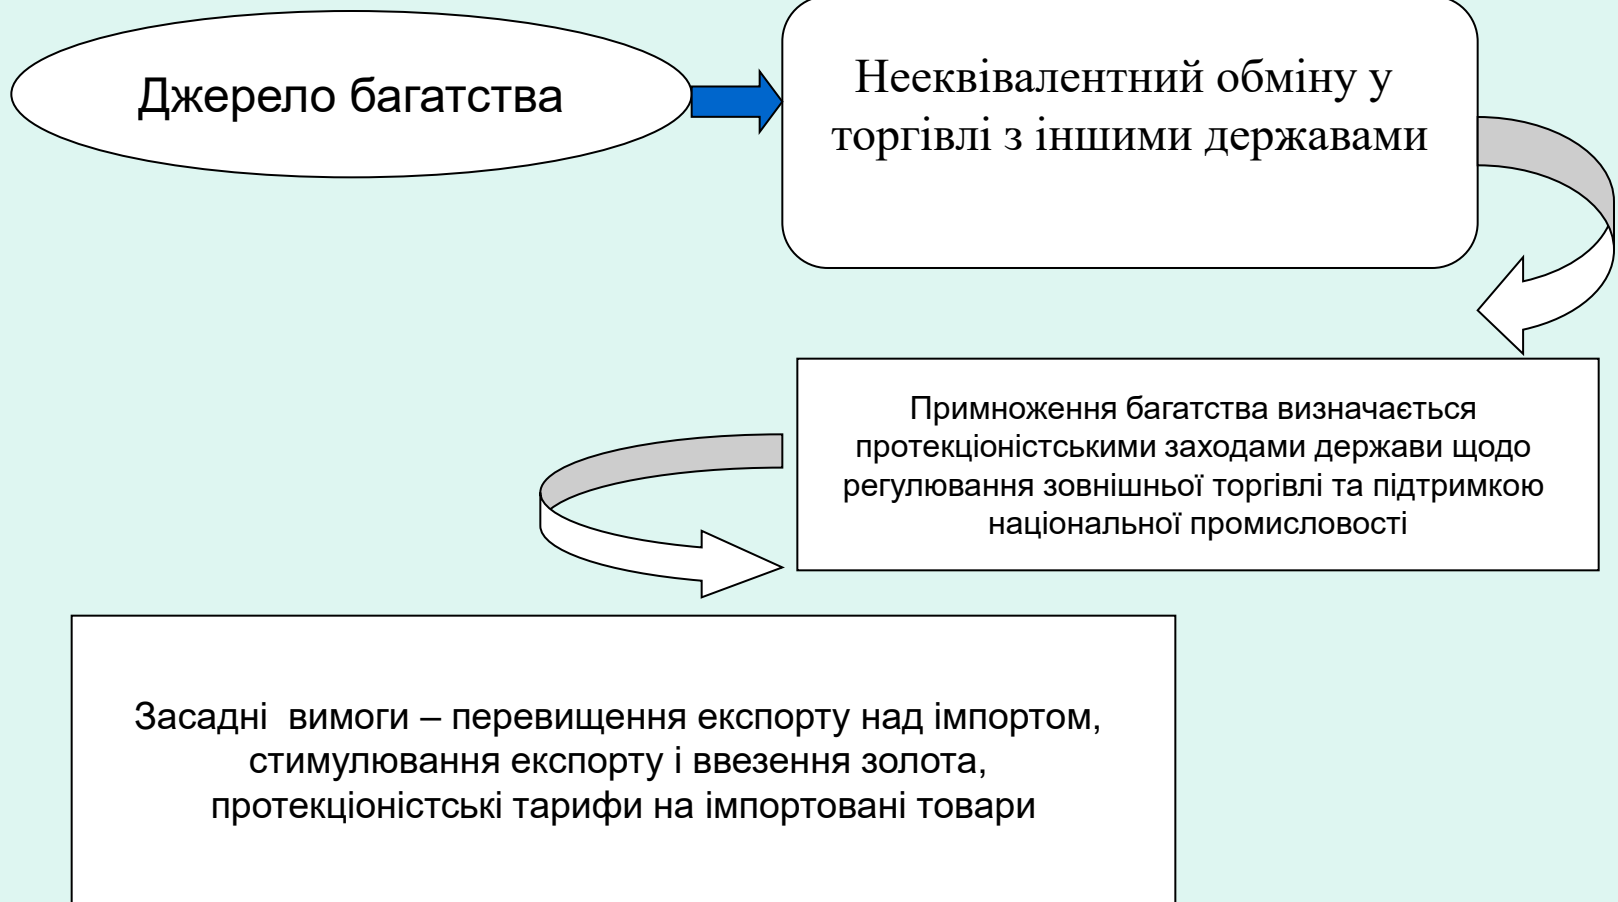 Джерело багатства
Нееквівалентний обміну у
торгівлі з іншими державами
Примноження багатства визначається
протекціоністськими заходами держави щодо
регулювання зовнішньої торгівлі та підтримкою
національної промисловості
Засадні  вимоги – перевищення експорту над імпортом,
стимулювання експорту і ввезення золота,
протекціоністські тарифи на імпортовані товари